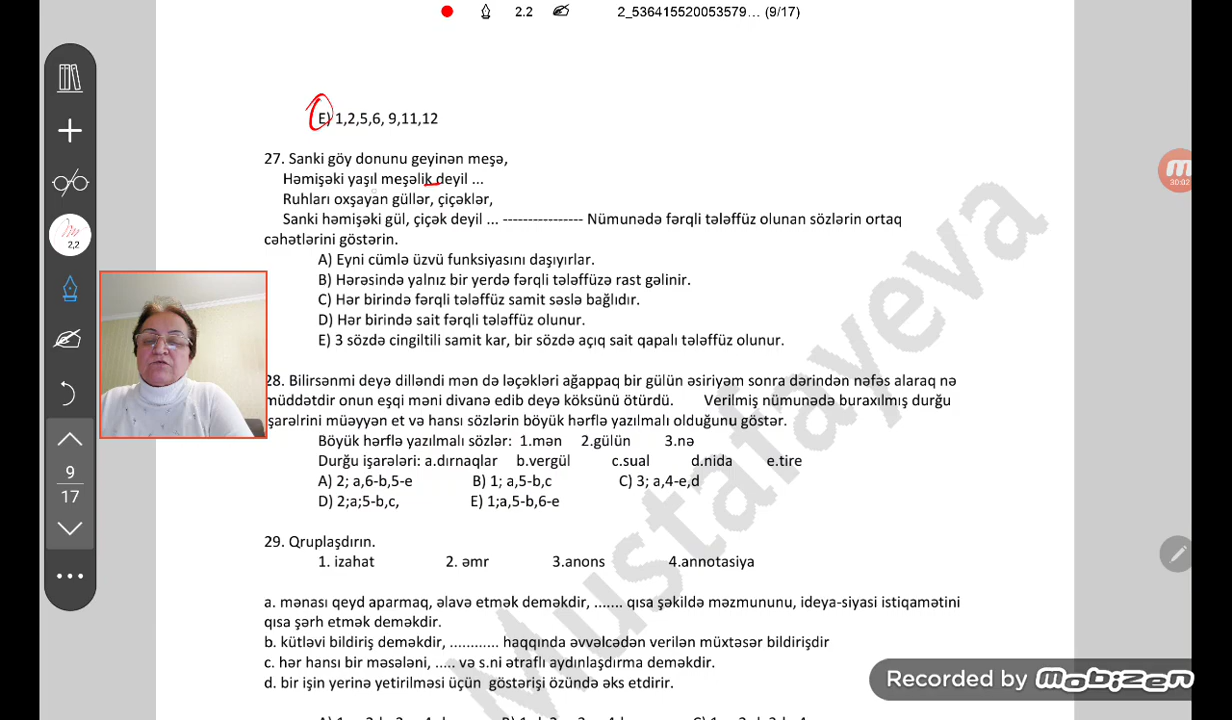 2.2 2_536415520053579... (9/17)
E) 1,2,5,6, 9,11,12
27. Sanki göy donunu geyinən meşə,
Həmişəki yaşıl meşəlik deyil ...
Ruhları oxşayan güllər, çiçəklər,
Sanki həmişəki gül, çiçək deyil ... ---------------- Nümunədə fərqli tələffüz olunan sözlərin ortaq
cəhətlərini göstərin.
A) Eyni cümlə üzvü funksiyasını daşıyırlar.
B) Hərəsində yalnız bir yerdə fərqli tələffüzə rast gəlinir.
C) Hər birində fərqli tələffüz samit səslə bağlıdır.
D) Hər birində sait fərqli tələffüz olunur.
E) 3 sözdə cingiltili samit kar, bir sözdə açıq sait qapalı tələffüz olunur.
28. Bilirsənmi deyə dilləndi mən də ləçəkləri ağappaq bir gülün əsiriyəm sonra dərindən nəfəs alaraq nə
müddətdir onun eşqi məni divanə edib deyə köksünü ötürdü. Verilmiş nümunədə buraxılmış durğu
işarəlrini müəyyən et və hansı sözlərin böyük hərflə yazılmalı olduğunu göstər.
Böyük hərflə yazılmalı sözlər: 1.mən 2.gülün 3.nə
Durğu işarələri: a.dırnaqlar b.vergül c.sual d.nida e.tire
A) 2; a,6-b,5-e B) 1; a,5-b,c C) 3; a,4-e,d
D) 2;a;5-b,c, E) 1;a,5-b,6-e
29. Qruplaşdırın.
1. izahat 2. əmr 3.anons 4.annotasiya
a. mənası qeyd aparmaq, əlavə etmək deməkdir, ....... qısa şəkildə məzmununu, ideya-siyasi istiqamətini
qısa şərh etmək deməkdir.
b. kütləvi bildiriş deməkdir, ............ haqqında əvvəlcədən verilən müxtəsər bildirişdir
c. hər hansı bir məsələni, ..... və s.ni ətraflı aydınlaşdırma deməkdir.
d. bir işin yerinə yetirilməsi üçün göstərişi özündə əks etdirir.
Mustafayeva
2,2
9
17
30:02
Recorded by mobizen